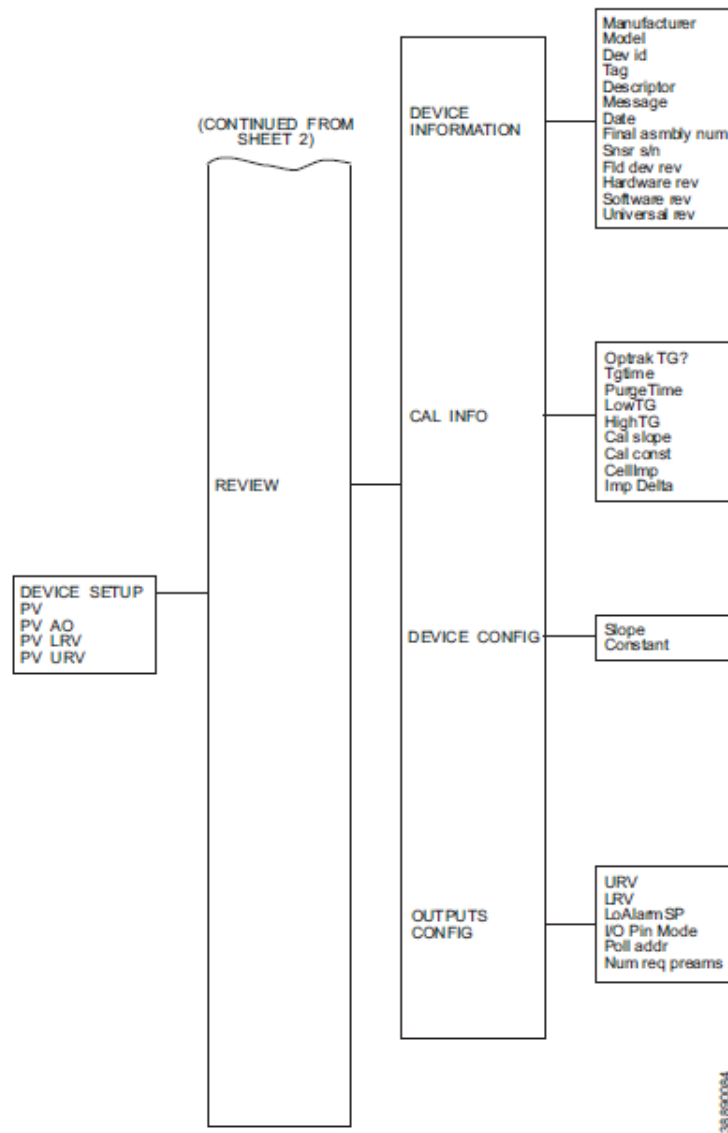 (CONTINUED FROM
SHEET 2)
DEVICE SETUP
PV
PV AO
PV LRV
PV URV
REVIEW
DEVICE
INFORMATION
Manufacturer
Model
Dev id
Tag
Descriptor
Message
Date
Final asmbly num
Snsr s/n
Fld dev rev
Hardware rev
Software rev
Universal rev
CAL INFO
Optrak TG?
Tgtime
PurgeTime
LowTG
HighTG
Cal slope
Cal const
CellImp
Imp Delta
DEVICE CONFIG
Slope
Constant
OUTPUTS
CONFIG
URV
LRV
LoAlarmSP
I/O Pin Mode
Poll addr
Num req preams
38890084